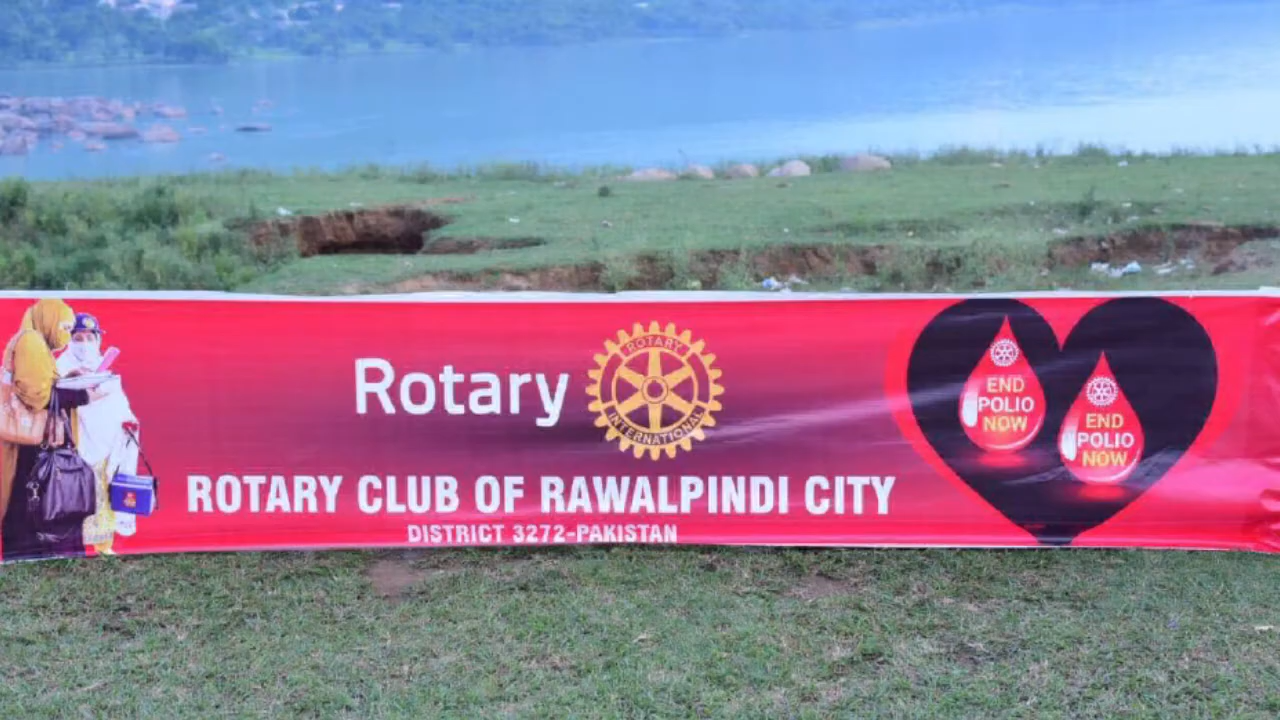 Rotary
ROTARY
INTERNATIONAL
ROTARY CLUB OF RAWALPINDI CITY
DISTRICT 3272-PAKISTAN
END
POLIO
NOW
END
POLIO
NOW